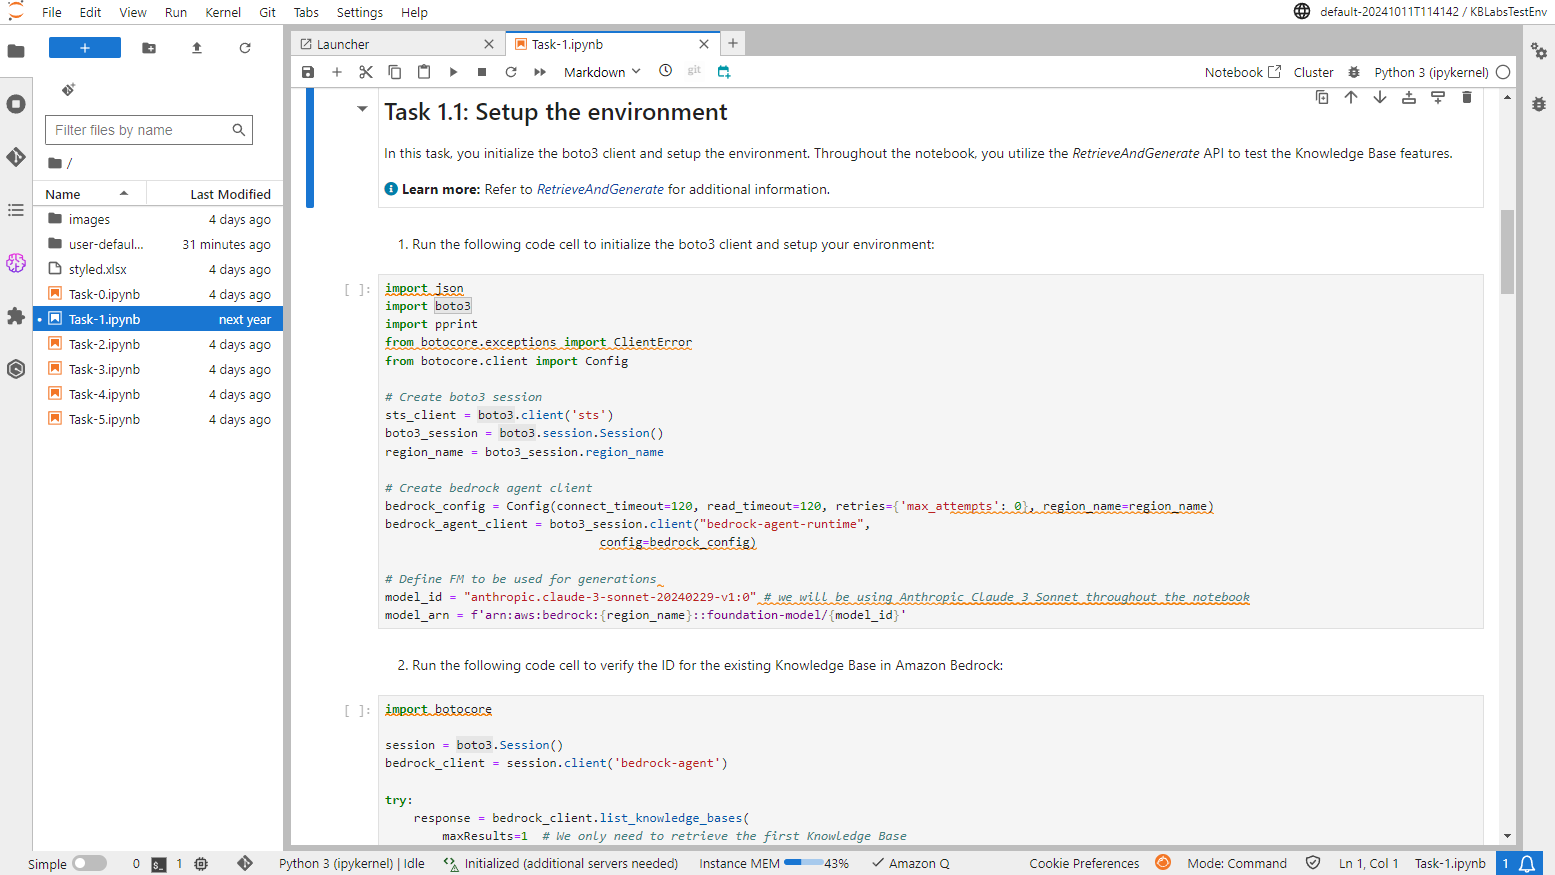 File Edit View Run Kernel Git Tabs Settings Help
default-20241011T114142 / KBLabsTestEnv
Launcher
Task-1.ipynb
Markdown
git
Notebook
Cluster
Python 3 (ipykernel)
Filter files by name
/
Name Last Modified
images 4 days ago
user-defaul... 31 minutes ago
styled.xlsx 4 days ago
Task-0.ipynb 4 days ago
Task-1.ipynb next year
Task-2.ipynb 4 days ago
Task-3.ipynb 4 days ago
Task-4.ipynb 4 days ago
Task-5.ipynb 4 days ago
Task 1.1: Setup the environment
In this task, you initialize the boto3 client and setup the environment. Throughout the notebook, you utilize the RetrieveAndGenerate API to test the Knowledge Base features.
Learn more: Refer to RetrieveAndGenerate for additional information.
1. Run the following code cell to initialize the boto3 client and setup your environment:
[ ]:
import json
import boto3
import pprint
from botocore.exceptions import ClientError
from botocore.client import Config
# Create boto3 session
sts_client = boto3.client('sts')
boto3_session = boto3.session.Session()
region_name = boto3_session.region_name
# Create bedrock agent client
bedrock_config = Config(connect_timeout=120, read_timeout=120, retries={'max_attempts': 0}, region_name=region_name)
bedrock_agent_client = boto3_session.client("bedrock-agent-runtime",
config=bedrock_config)
# Define FM to be used for generations
model_id = "anthropic.claude-3-sonnet-20240229-v1:0" # we will be using Anthropic Claude 3 Sonnet throughout the notebook
model_arn = f'arn:aws:bedrock:{region_name}::foundation-model/{model_id}'
2. Run the following code cell to verify the ID for the existing Knowledge Base in Amazon Bedrock:
[ ]:
import botocore
session = boto3.Session()
bedrock_client = session.client('bedrock-agent')
try:
response = bedrock_client.list_knowledge_bases(
maxResults=1 # We only need to retrieve the first Knowledge Base
Simple 0 $_ 1 Python 3 (ipykernel) | Idle Initialized (additional servers needed) Instance MEM 43% Amazon Q Cookie Preferences Mode: Command Ln 1, Col 1 Task-1.ipynb 1